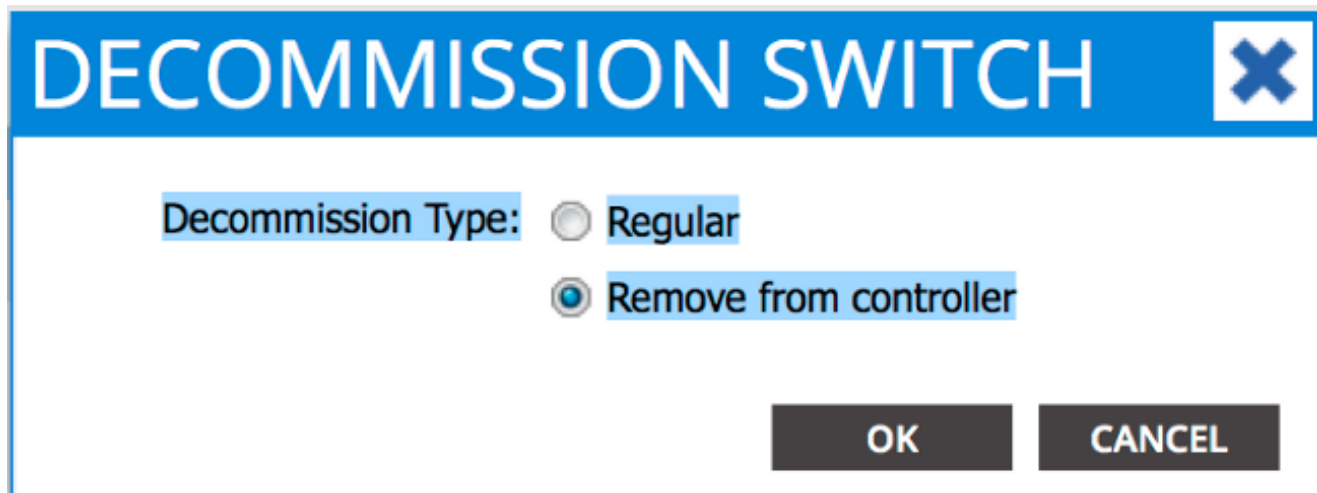 DECOMMISSION SWITCH
Decommission Type: Regular
Remove from controller
OK CANCEL